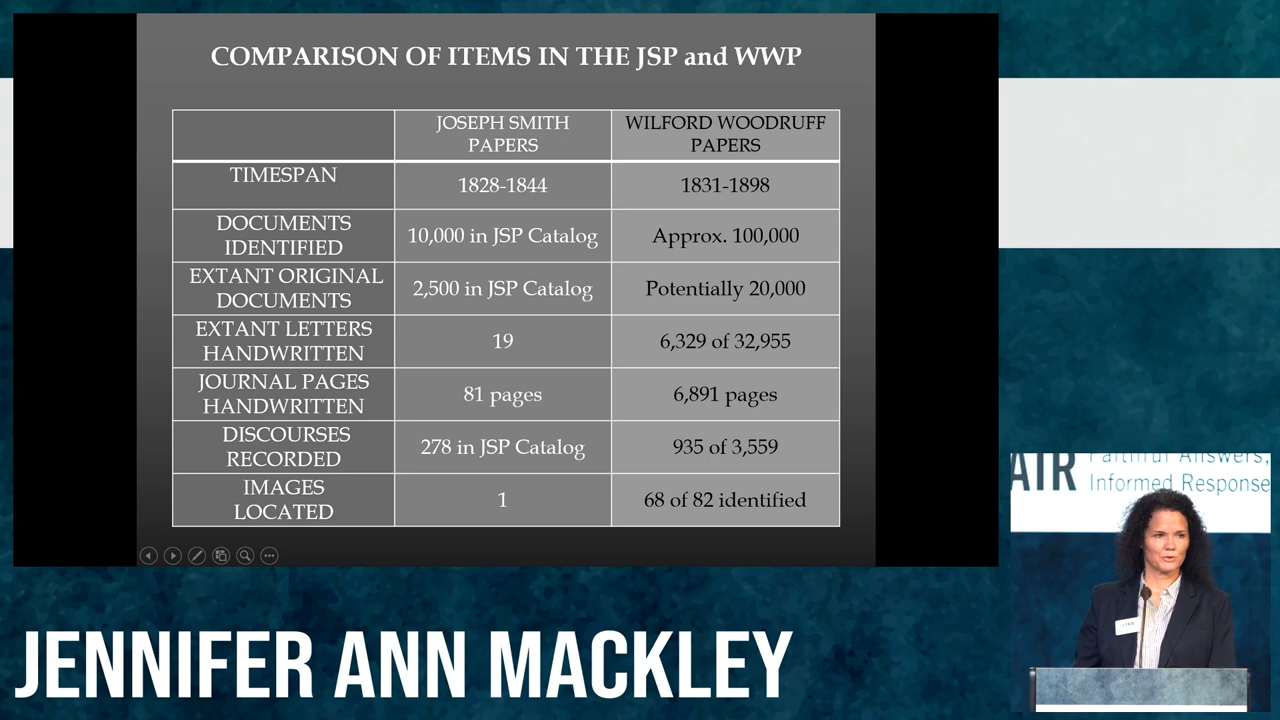 COMPARISON OF ITEMS IN THE JSP and WWP
JOSEPH SMITH
PAPERS
WILFORD WOODRUFF
PAPERS
TIMESPAN
1828-1844
1831-1898
DOCUMENTS
IDENTIFIED
10,000 in JSP Catalog
Approx. 100,000
EXTANT ORIGINAL
DOCUMENTS
2,500 in JSP Catalog
Potentially 20,000
EXTANT LETTERS
HANDWRITTEN
19
6,329 of 32,955
JOURNAL PAGES
HANDWRITTEN
81 pages
6,891 pages
DISCOURSES
RECORDED
278 in JSP Catalog
935 of 3,559
IMAGES
LOCATED
1
68 of 82 identified
AIR
Faithful Answers,
Informed Response
JENNIFER ANN MACKLEY